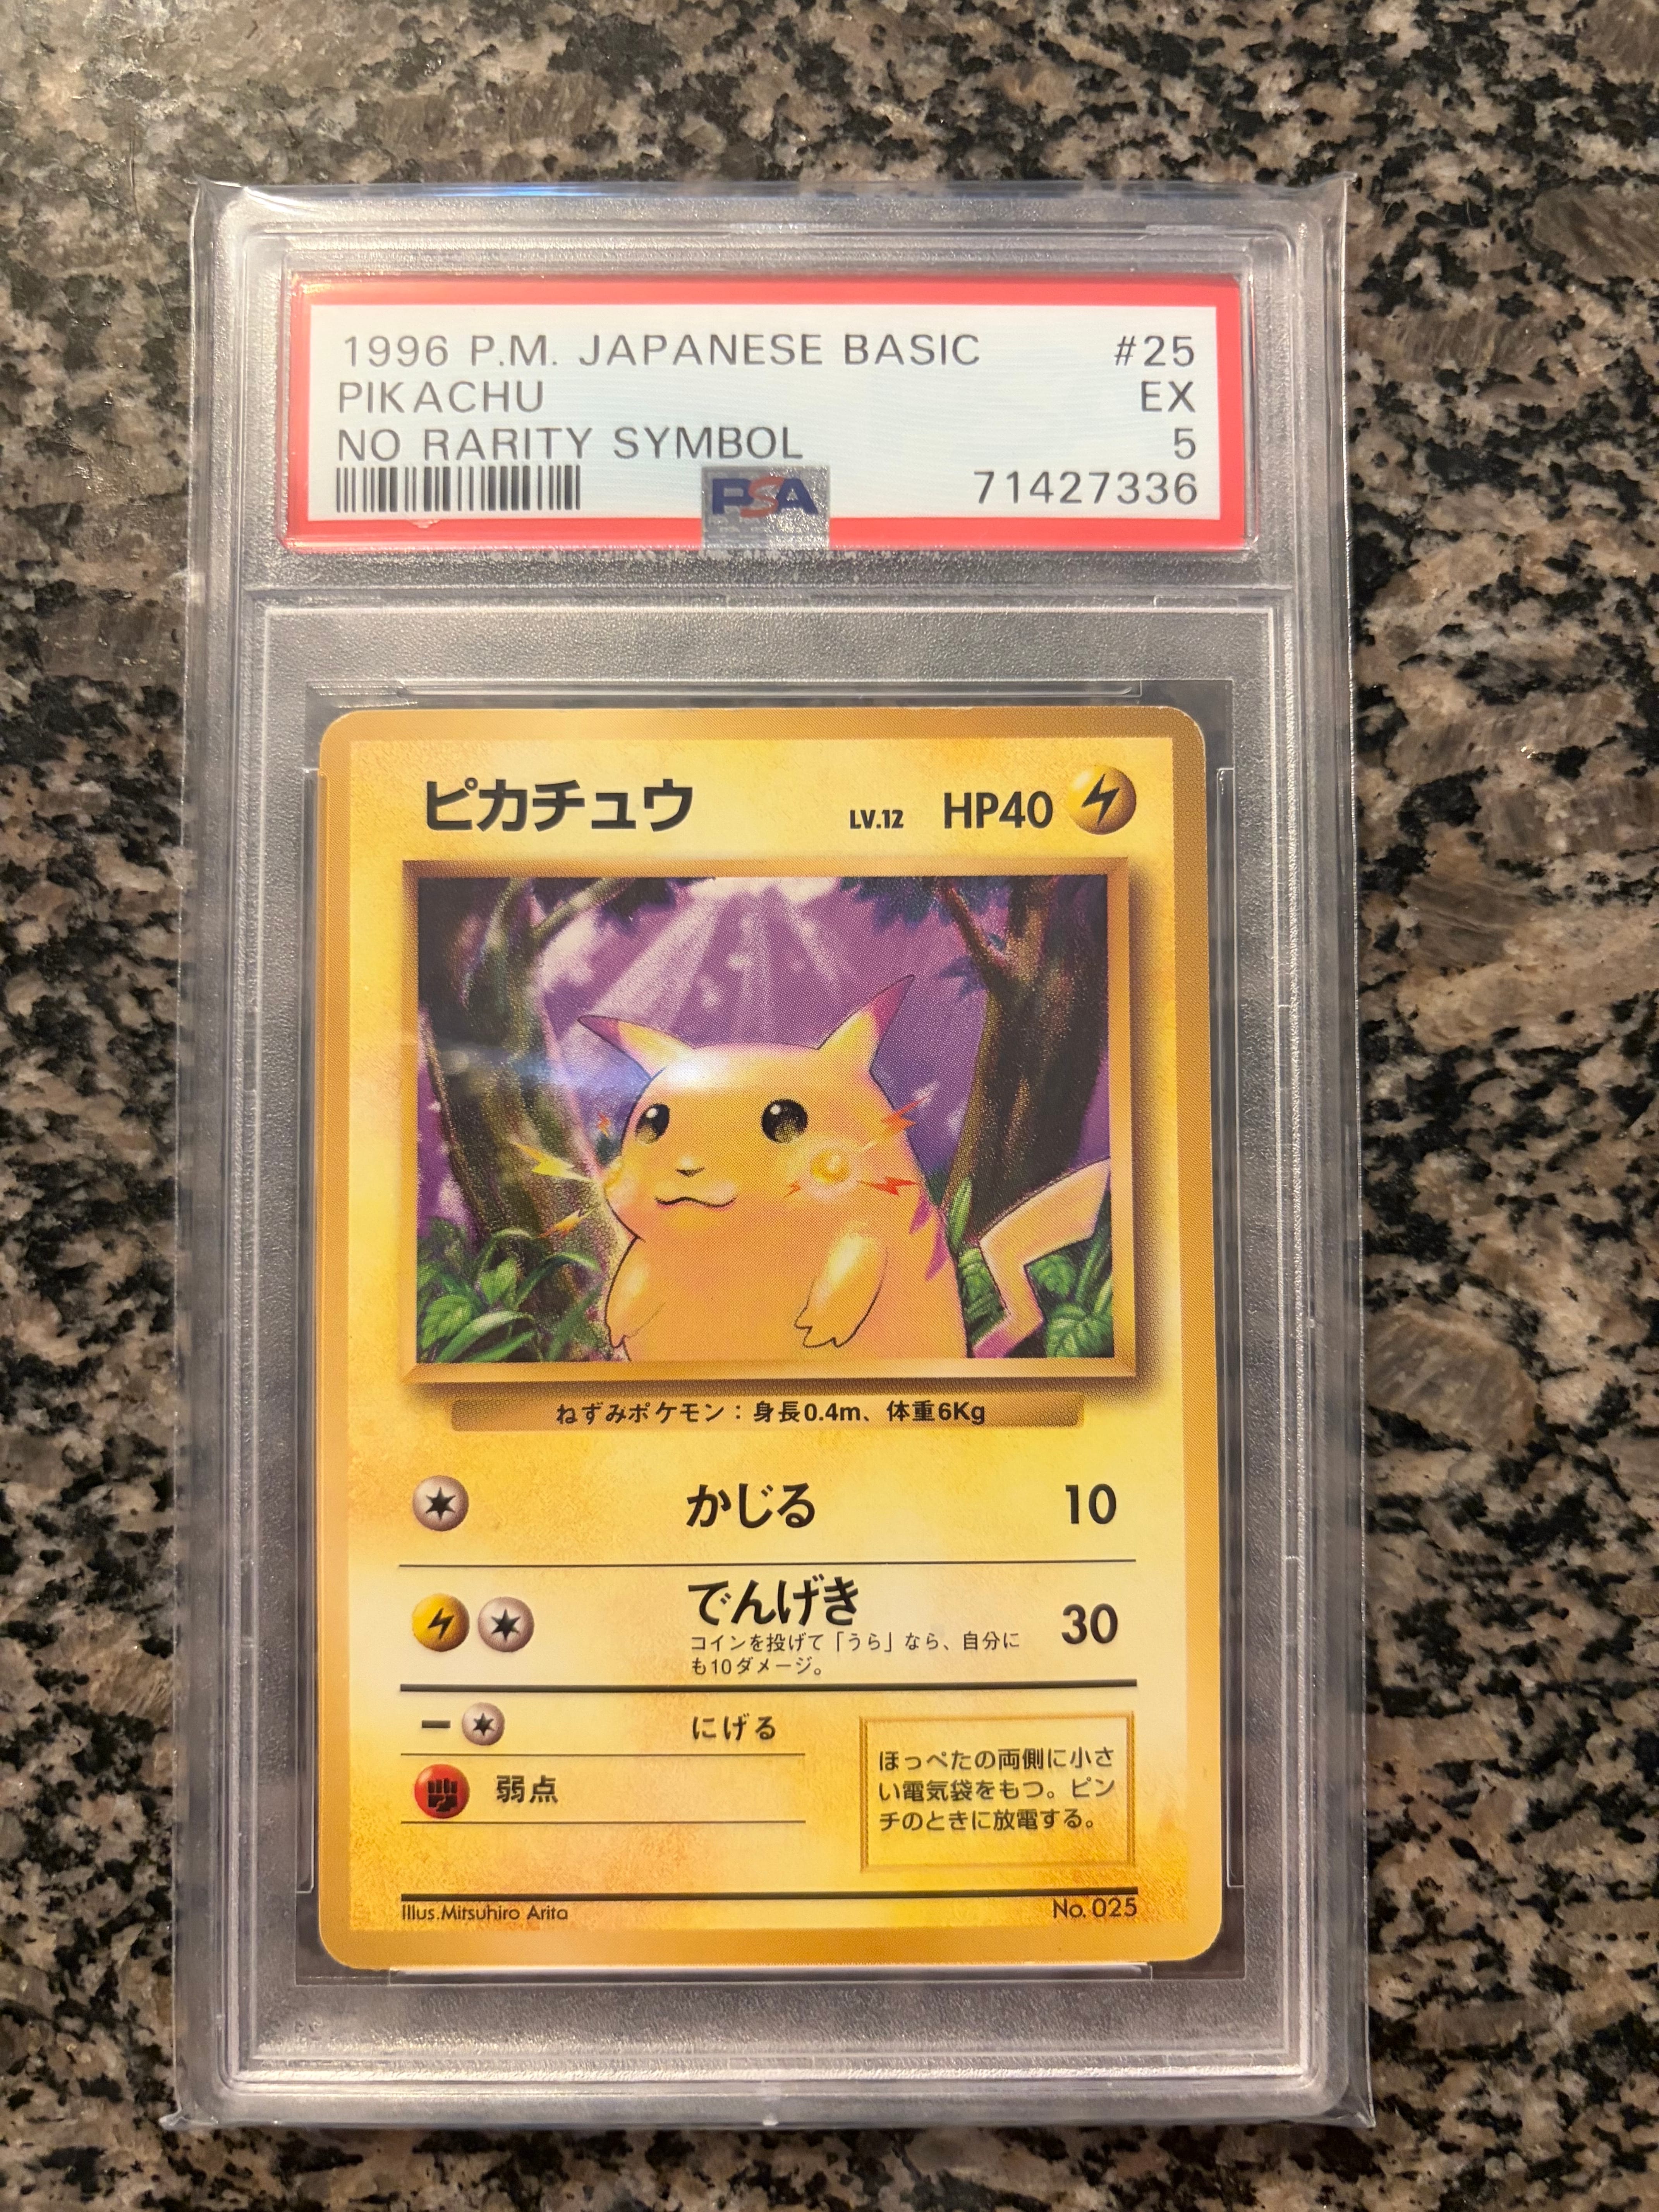 1996 P.M. JAPANESE BASIC #25
PIKACHU EX
NO RARITY SYMBOL 5
PSA 71427336
ピカチュウ LV.12 HP40
ねずみポケモン：身長0.4m、体重6Kg
かじる 10
でんげき 30
コインを投げて「うら」なら、自分に
も10ダメージ。
にげる
弱点
ほっぺたの両側に小さ
い電気袋をもつ。ピン
チのときに放電する。
Illus.Mitsuhiro Arita No.025